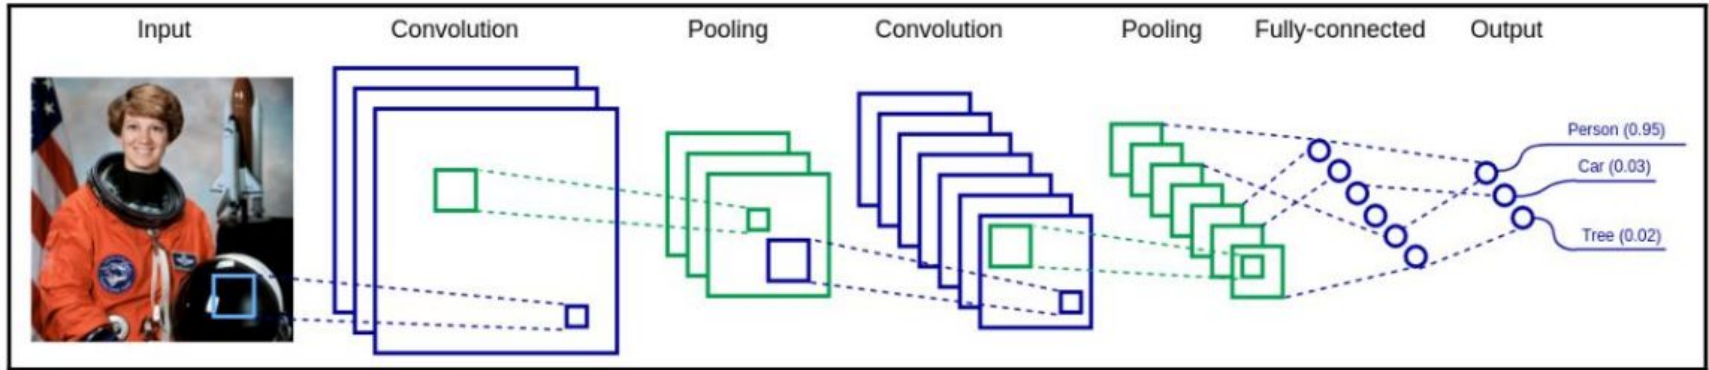 Input
Convolution
Pooling
Convolution
Pooling
Fully-connected
Output
Person (0.95)
Car (0.03)
Tree (0.02)